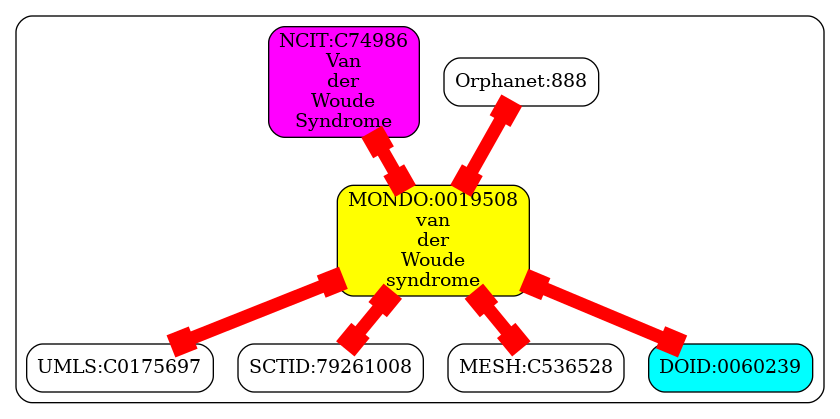 NCIT:C74986
Van
der
Woude
Syndrome
Orphanet:888
MONDO:0019508
van
der
Woude
syndrome
UMLS:C0175697
SCTID:79261008
MESH:C536528
DOID:0060239